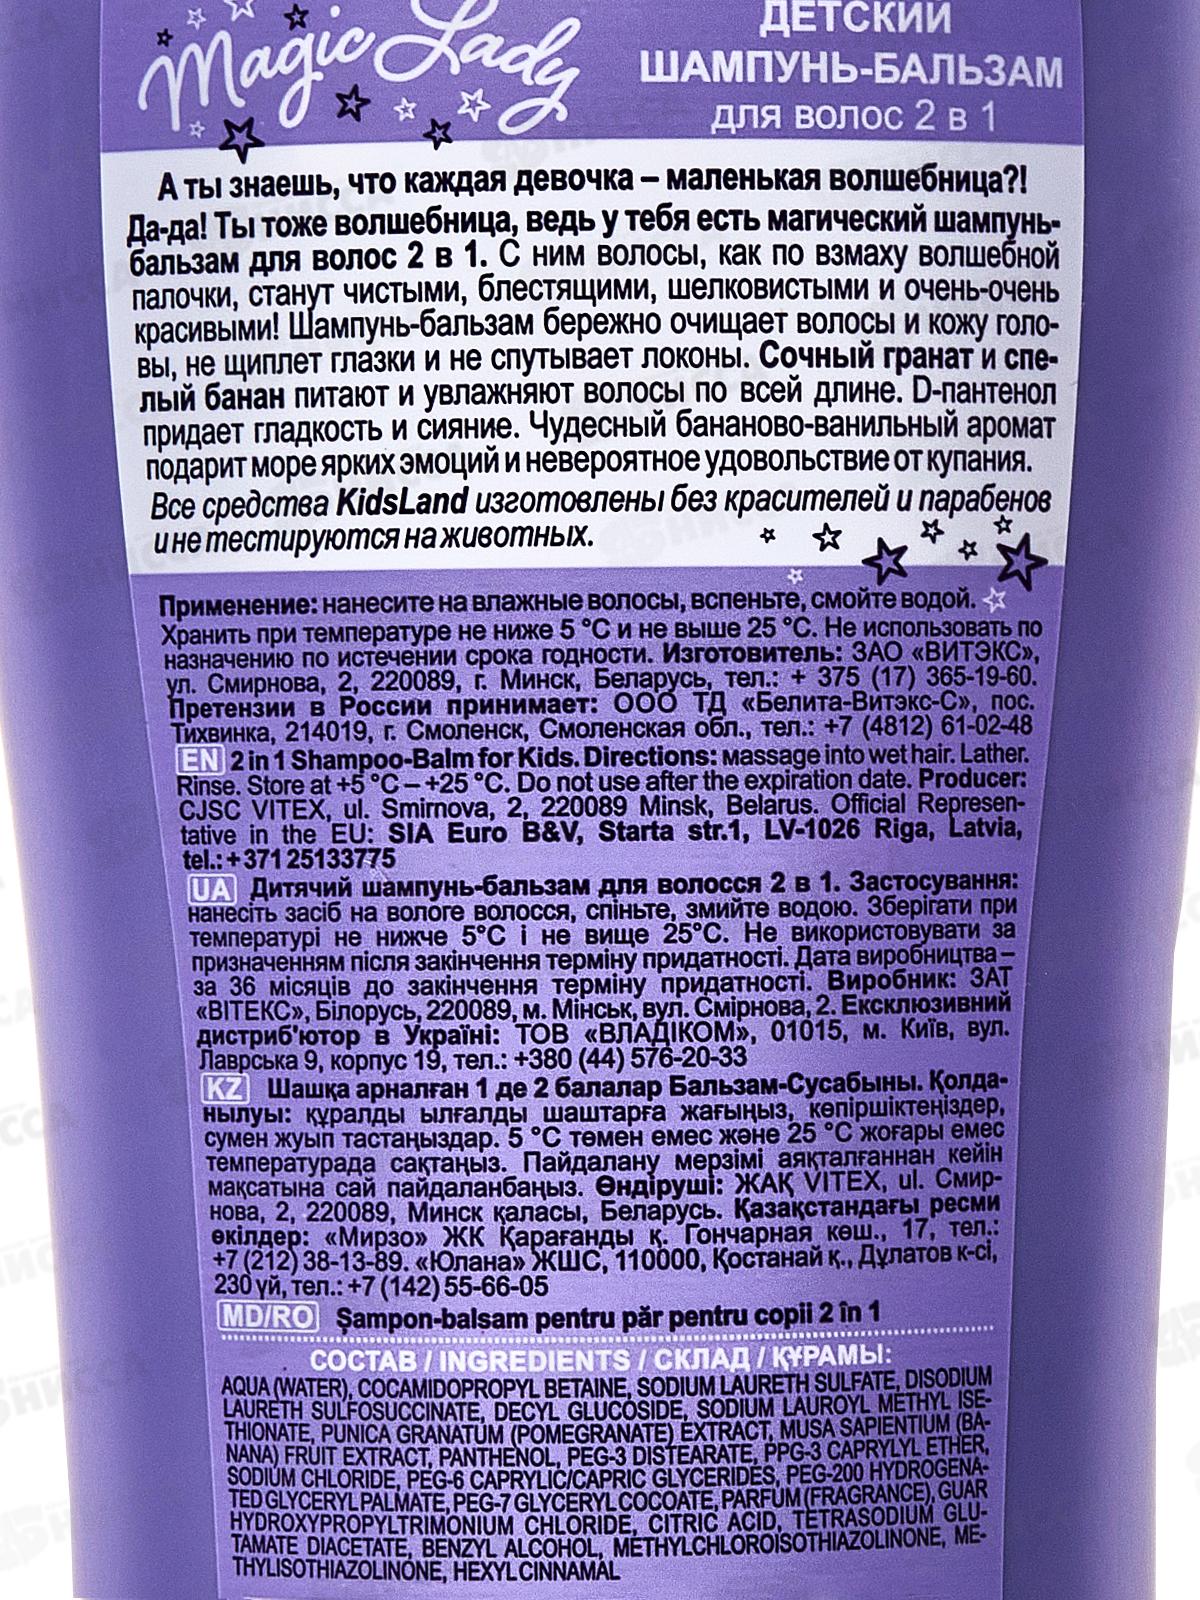 Magic Lady
ДЕТСКИЙ
ШАМПУНЬ-БАЛЬЗАМ
для волос 2 в 1
А ты знаешь, что каждая девочка – маленькая волшебница?!
Да-да! Ты тоже волшебница, ведь у тебя есть магический шампунь-
бальзам для волос 2 в 1. С ним волосы, как по взмаху волшебной
палочки, станут чистыми, блестящими, шелковистыми и очень-очень
красивыми! Шампунь-бальзам бережно очищает волосы и кожу голо-
вы, не щиплет глазки и не спутывает локоны. Сочный гранат и спе-
лый банан питают и увлажняют волосы по всей длине. D-пантенол
придает гладкость и сияние. Чудесный бананово-ванильный аромат
подарит море ярких эмоций и невероятное удовольствие от купания.
Все средства KidsLand изготовлены без красителей и парабенов
и не тестируются на животных.
Применение: нанесите на влажные волосы, вспеньте, смойте водой.
Хранить при температуре не ниже 5 °С и не выше 25 °С. Не использовать по
назначению по истечении срока годности. Изготовитель: ЗАО «ВИТЭКС»,
ул. Смирнова, 2, 220089, г. Минск, Беларусь, тел.: + 375 (17) 365-19-60.
Претензии в России принимает: ООО ТД «Белита-Витэкс-С», пос.
Тихвинка, 214019, г. Смоленск, Смоленская обл., тел.: +7 (4812) 61-02-48
EN 2 in 1 Shampoo-Balm for Kids. Directions: massage into wet hair. Lather.
Rinse. Store at +5 °C – +25 °C. Do not use after the expiration date. Producer:
CJSC VITEX, ul. Smirnova, 2, 220089 Minsk, Belarus. Official Represen-
tative in the EU: SIA Euro B&V, Starta str.1, LV-1026 Riga, Latvia,
tel.: +371 25133775
UA Дитячий шампунь-бальзам для волосся 2 в 1. Застосування:
нанесіть засіб на вологе волосся, спіньте, змийте водою. Зберігати при
температурі не нижче 5°С і не вище 25°С. Не використовувати за
призначенням після закінчення терміну придатності. Дата виробництва –
за 36 місяців до закінчення терміну придатності. Виробник: ЗАТ
«ВІТЕКС», Білорусь, 220089, м. Мінськ, вул. Смірнова, 2. Ексклюзивний
дистриб'ютор в Україні: ТОВ «ВЛАДІКОМ», 01015, м. Київ, вул.
Лаврська 9, корпус 19, тел.: +380 (44) 576-20-33
KZ Шашқа арналған 1 де 2 балалар Бальзам-Сусабыны. Қолда-
нылуы: құралды ылғалды шаштарға жағыңыз, көпіршіктеңіздер,
сумен жуып тастаңыздар. 5 °С төмен емес және 25 °С жоғары емес
температурада сақтаңыз. Пайдалану мерзімі аяқталғаннан кейін
мақсатына сай пайдаланбаңыз. Өндіруші: ЖАҚ VITEX, ul. Смир-
нова, 2, 220089, Минск қаласы, Беларусь. Қазақстандағы ресми
өкілдер: «Мирзо» ЖК Қарағанды қ. Гончарная көш., 17, тел.:
+7 (212) 38-13-89. «Юлана» ЖШС, 110000, Қостанай қ., Дұлатов к-сі,
230 үй, тел.: +7 (142) 55-66-05
MD/RO Şampon-balsam pentru păr pentru copii 2 în 1
СОСТАВ / INGREDIENTS / СКЛАД / ҚҰРАМЫ:
AQUA (WATER), COCAMIDOPROPYL BETAINE, SODIUM LAURETH SULFATE, DISODIUM
LAURETH SULFOSUCCINATE, DECYL GLUCOSIDE, SODIUM LAUROYL METHYL ISE-
THIONATE, PUNICA GRANATUM (POMEGRANATE) EXTRACT, MUSA SAPIENTIUM (BA-
NANA) FRUIT EXTRACT, PANTHENOL, PEG-3 DISTEARATE, PPG-3 CAPRYLYL ETHER,
SODIUM CHLORIDE, PEG-6 CAPRYLIC/CAPRIC GLYCERIDES, PEG-200 HYDROGENA-
TED GLYCERYL PALMATE, PEG-7 GLYCERYL COCOATE, PARFUM (FRAGRANCE), GUAR
HYDROXYPROPYLTRIMONIUM CHLORIDE, CITRIC ACID, TETRASODIUM GLU-
TAMATE DIACETATE, BENZYL ALCOHOL, METHYLCHLOROISOTHIAZOLINONE, ME-
THYLISOTHIAZOLINONE, HEXYL CINNAMAL